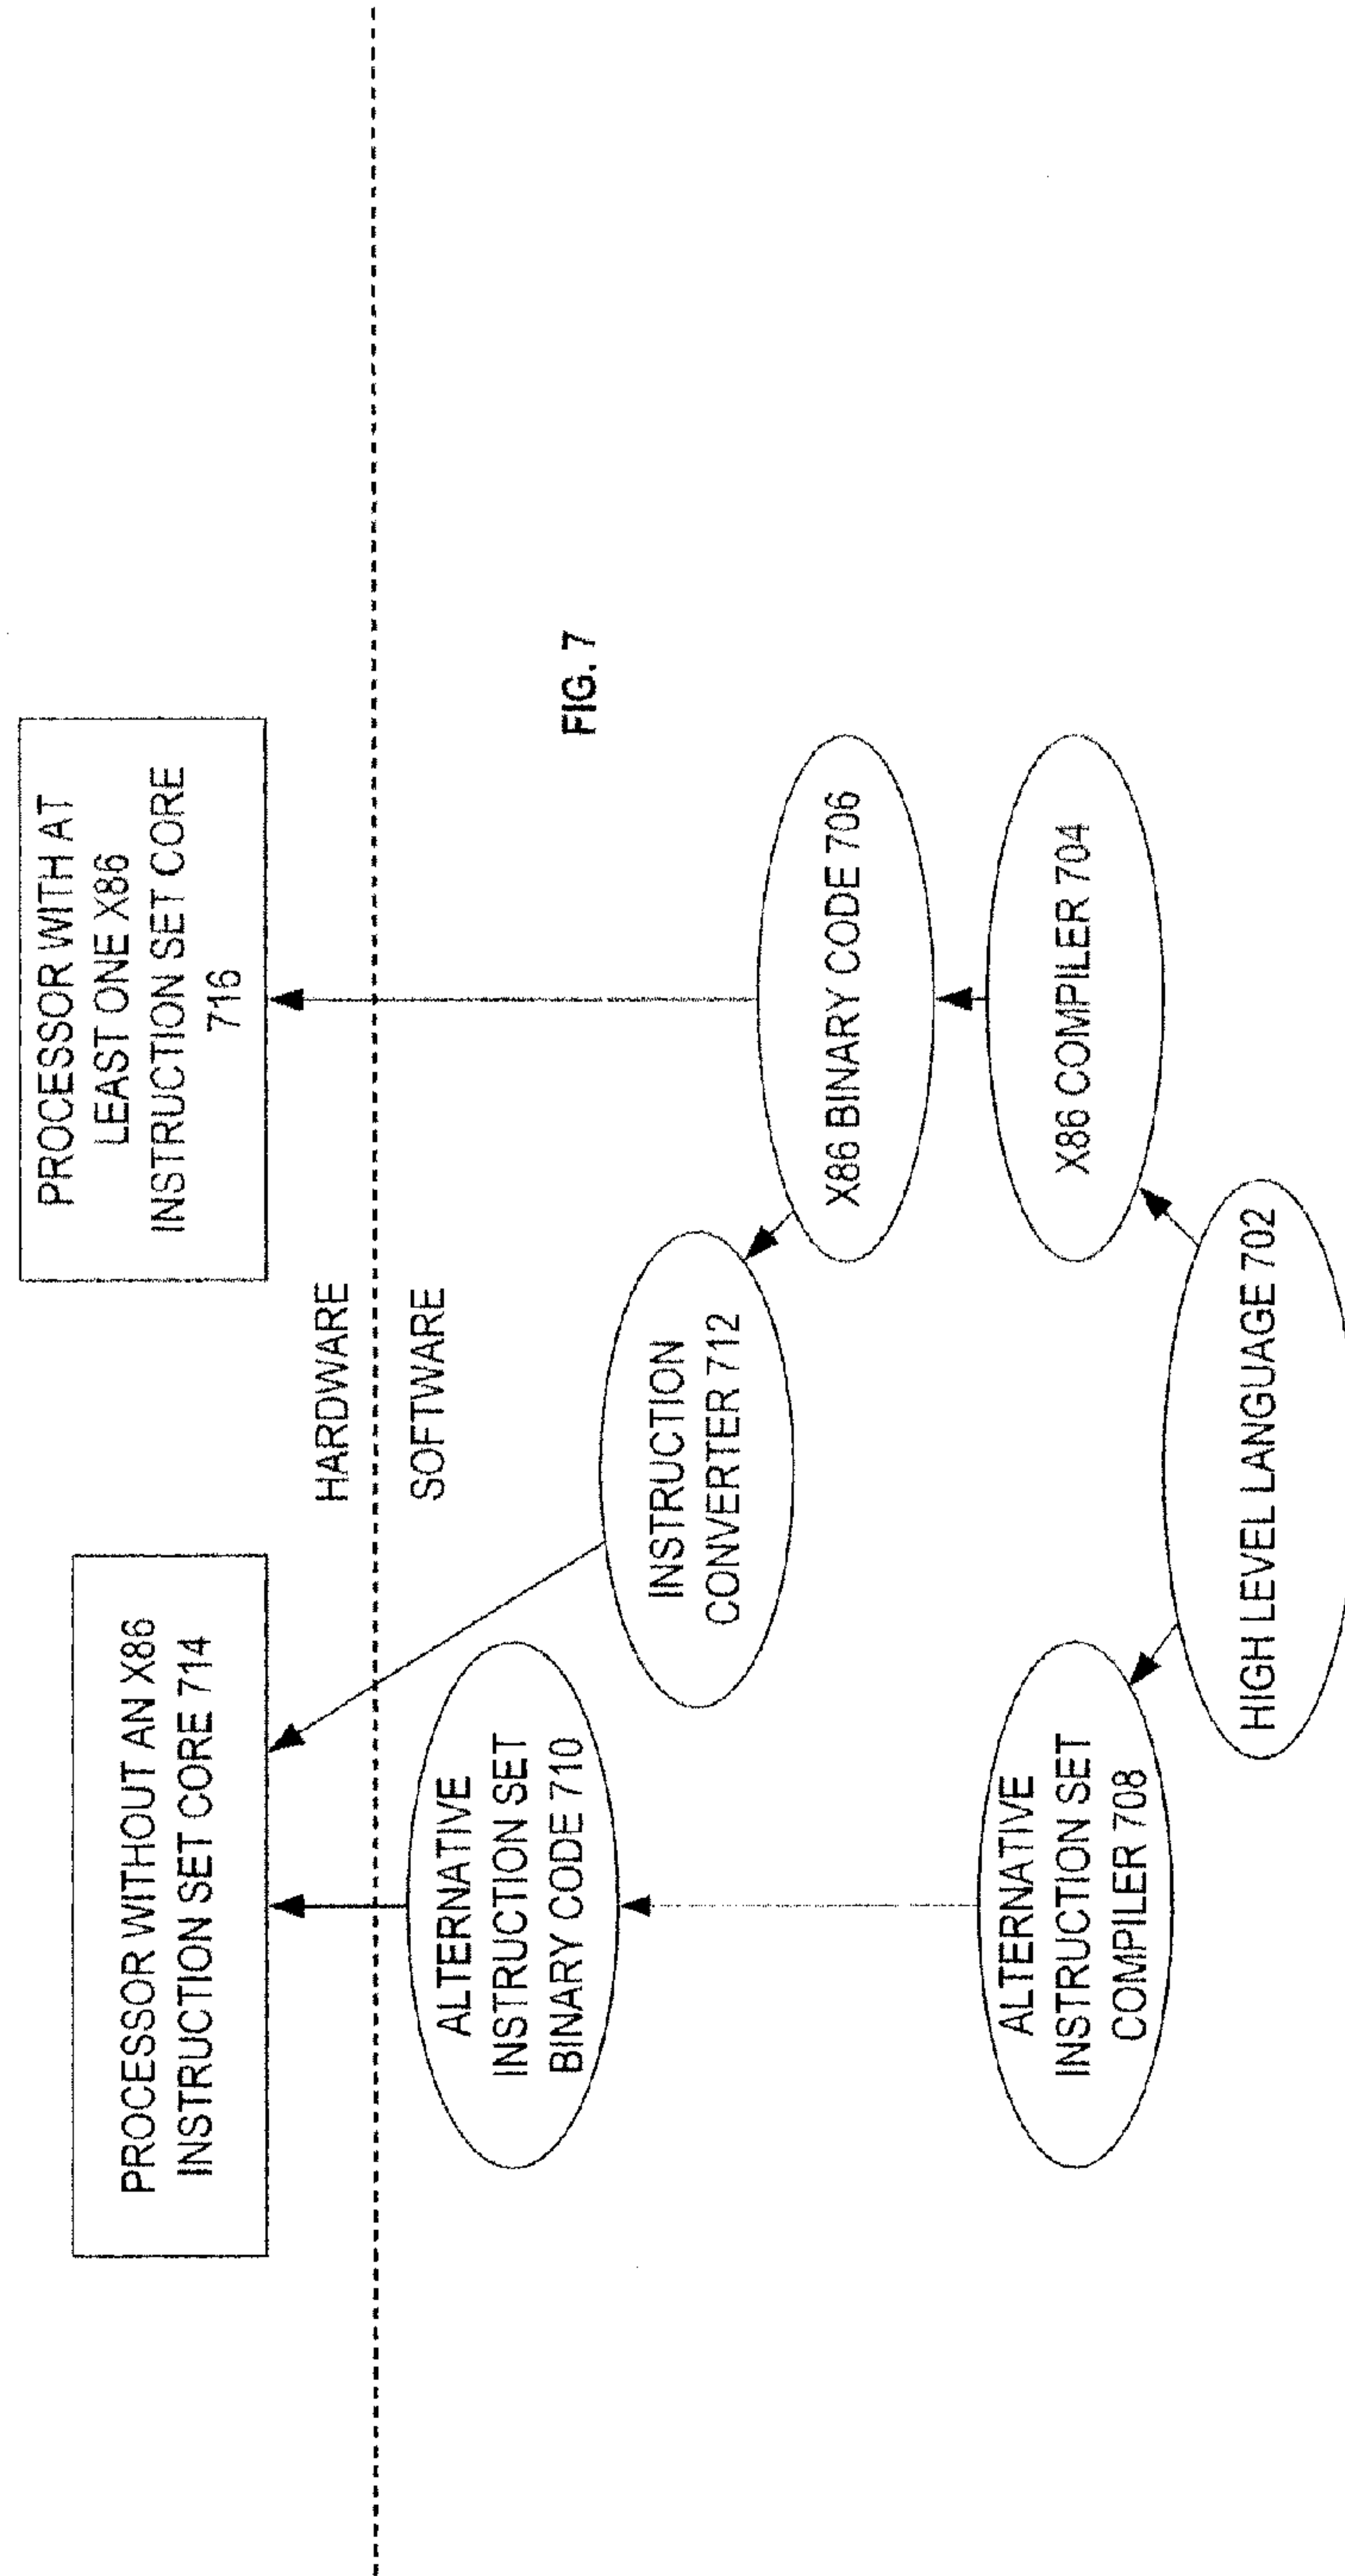 PROCESSOR WITH AT
LEAST ONE X86
INSTRUCTION SET CORE
716
PROCESSOR WITHOUT AN X86
INSTRUCTION SET CORE 714
HARDWARE
SOFTWARE
FIG. 7
ALTERNATIVE
INSTRUCTION SET
BINARY CODE 710
INSTRUCTION
CONVERTER 712
X86 BINARY CODE 706
X86 COMPILER 704
ALTERNATIVE
INSTRUCTION SET
COMPILER 708
HIGH LEVEL LANGUAGE 702